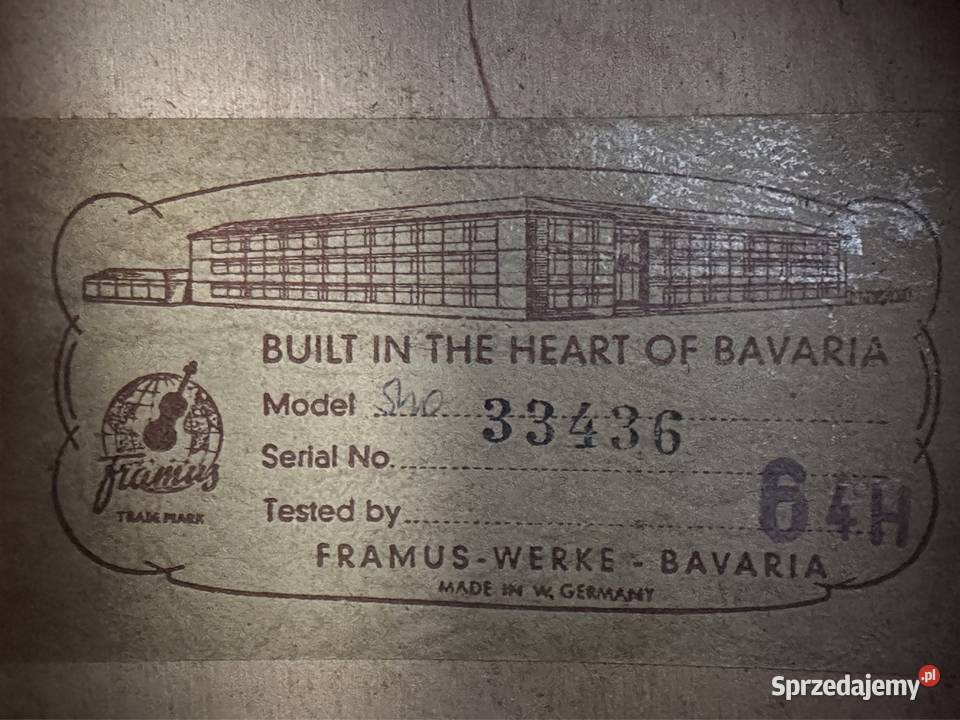 BUILT IN THE HEART OF BAVARIA
Model
33436
Serial No.
Tested by
64H
framus
TRADE MARK
FRAMUS-WERKE - BAVARIA
MADE IN W. GERMANY
Sprzedajemy.pl